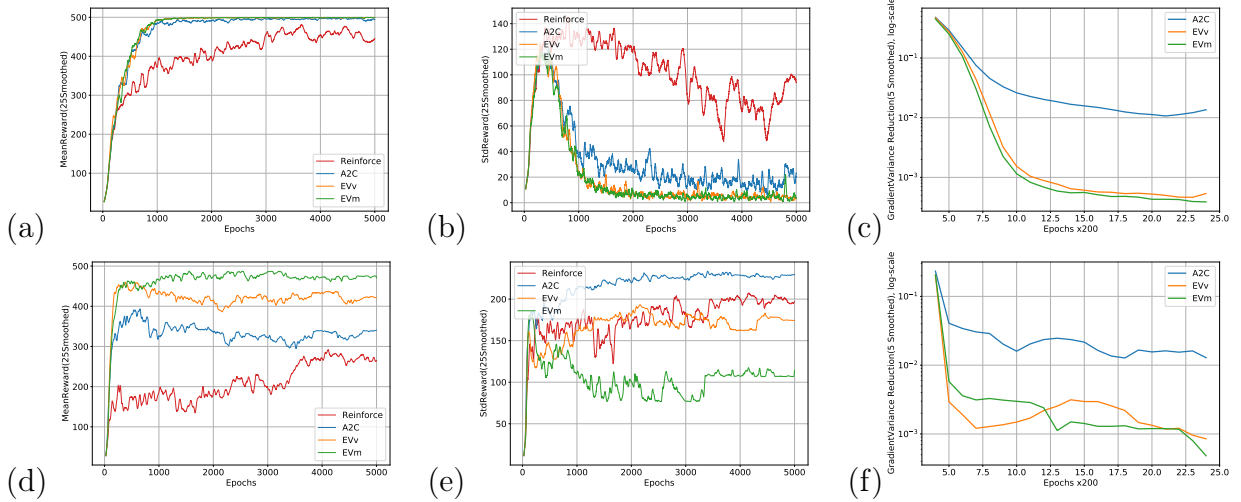 (a)
MeanReward(25Smoothed)
500
400
300
200
100
0
1000
2000
3000
4000
5000
Epochs
Reinforce
A2C
EVv
EVm
(b)
StdReward(25Smoothed)
140
120
100
80
60
40
20
0
0
1000
2000
3000
4000
5000
Epochs
Reinforce
A2C
EVv
EVm
(c)
GradientVariance Reduction(5 Smoothed), log-scale
10⁻¹
10⁻²
10⁻³
5.0
7.5
10.0
12.5
15.0
17.5
20.0
22.5
25.0
Epochs x200
A2C
EVv
EVm
(d)
MeanReward(25Smoothed)
500
400
300
200
100
0
1000
2000
3000
4000
5000
Epochs
Reinforce
A2C
EVv
EVm
(e)
StdReward(25Smoothed)
200
150
100
50
0
1000
2000
3000
4000
5000
Epochs
Reinforce
A2C
EVv
EVm
(f)
GradientVariance Reduction(5 Smoothed), log-scale
10⁻¹
10⁻²
10⁻³
5.0
7.5
10.0
12.5
15.0
17.5
20.0
22.5
25.0
Epochs x200
A2C
EVv
EVm